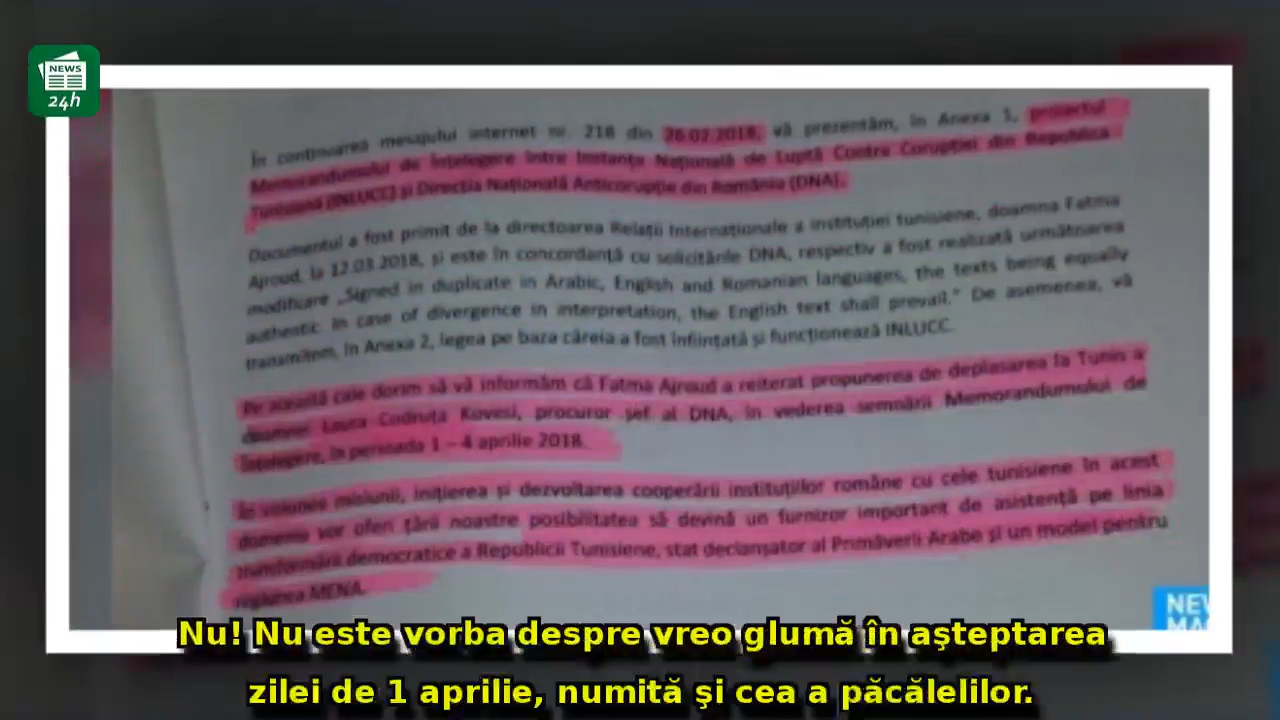 NEWS
24h
În continuarea mesajului internet nr. 218 din 26.02.2018, vă prezentăm, în Anexa 1, proiectul
Memorandumului de Înțelegere între Instanța Națională de Luptă Contra Corupției din Republica
Tunisiană (INLUCC) și Direcția Națională Anticorupție din România (DNA).
Documentul a fost primit de la directoarea Relații Internaționale a instituției tunisiene, doamna Fatma
Ajroud, la 12.03.2018, și este în concordanță cu solicitările DNA, respectiv a fost realizată următoarea
modificare „Signed in duplicate in Arabic, English and Romanian languages, the texts being equally
authentic. In case of divergence in interpretation, the English text shall prevail.” De asemenea, vă
transmitem, în Anexa 2, legea pe baza căreia a fost înființată și funcționează INLUCC.
Pe această cale dorim să vă informăm că Fatma Ajroud a reiterat propunerea de deplasarea la Tunis a
doamnei Laura Codruța Kovesi, procuror șef al DNA, în vederea semnării Memorandumului de
Înțelegere, în perioada 1 – 4 aprilie 2018.
În viziunea misiunii, inițierea și dezvoltarea cooperării instituțiilor române cu cele tunisiene în acest
domeniu vor oferi țării noastre posibilitatea să devină un furnizor important de asistență pe linia
transformării democratice a Republicii Tunisiene, stat declanșator al Primăverii Arabe și un model pentru
regiunea MENA.
NEW
MA
Nu! Nu este vorba despre vreo glumă în aşteptarea
zilei de 1 aprilie, numită şi cea a păcălelilor.